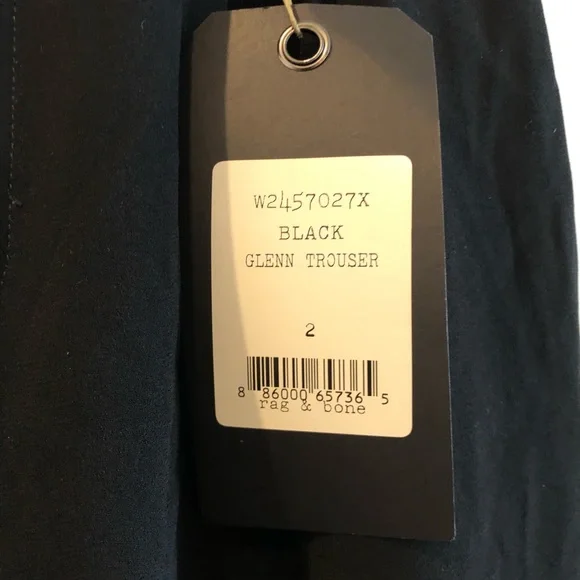 W2457027X
BLACK
GLENN TROUSER
2
8 86000 65736 5
rag & bone